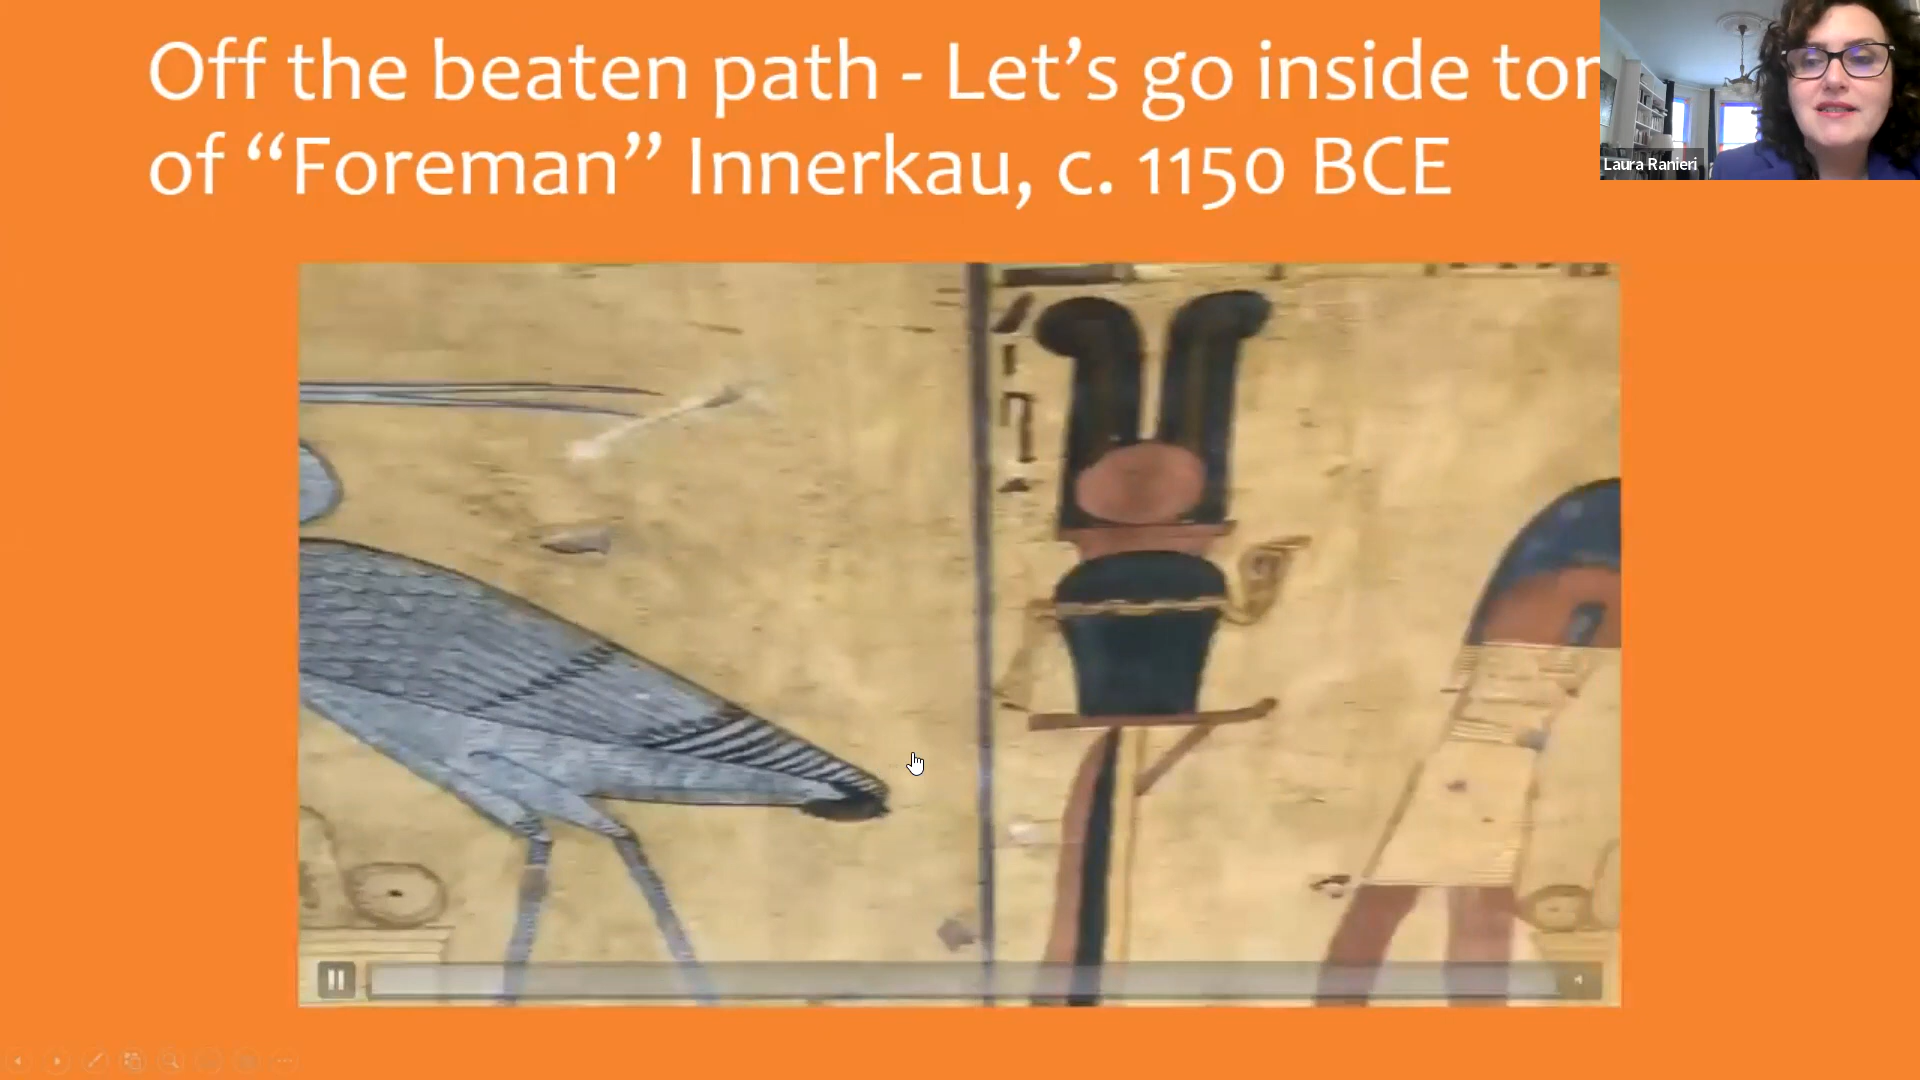 Off the beaten path - Let’s go inside tor
of “Foreman” Innerkau, c. 1150 BCE
Laura Ranieri